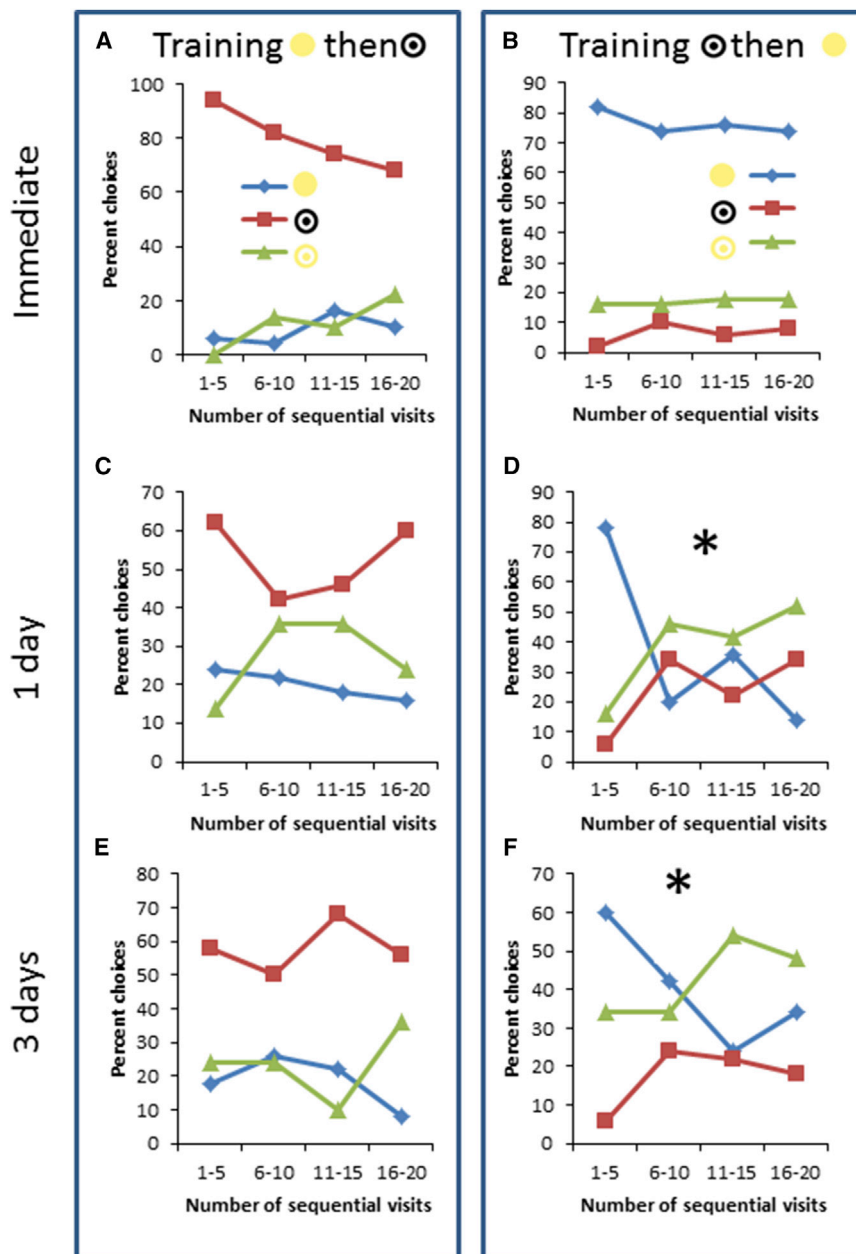 A
Training then
B
Training then
Immediate
Percent choices
100
80
60
40
20
0
1-5 6-10 11-15 16-20
Number of sequential visits
Percent choices
90
80
70
60
50
40
30
20
10
0
1-5 6-10 11-15 16-20
Number of sequential visits
1 day
C
Percent choices
70
60
50
40
30
20
10
0
1-5 6-10 11-15 16-20
Number of sequential visits
D
*
Percent choices
90
80
70
60
50
40
30
20
10
0
1-5 6-10 11-15 16-20
Number of sequential visits
3 days
E
Percent choices
80
70
60
50
40
30
20
10
0
1-5 6-10 11-15 16-20
Number of sequential visits
F
*
Percent choices
70
60
50
40
30
20
10
0
1-5 6-10 11-15 16-20
Number of sequential visits